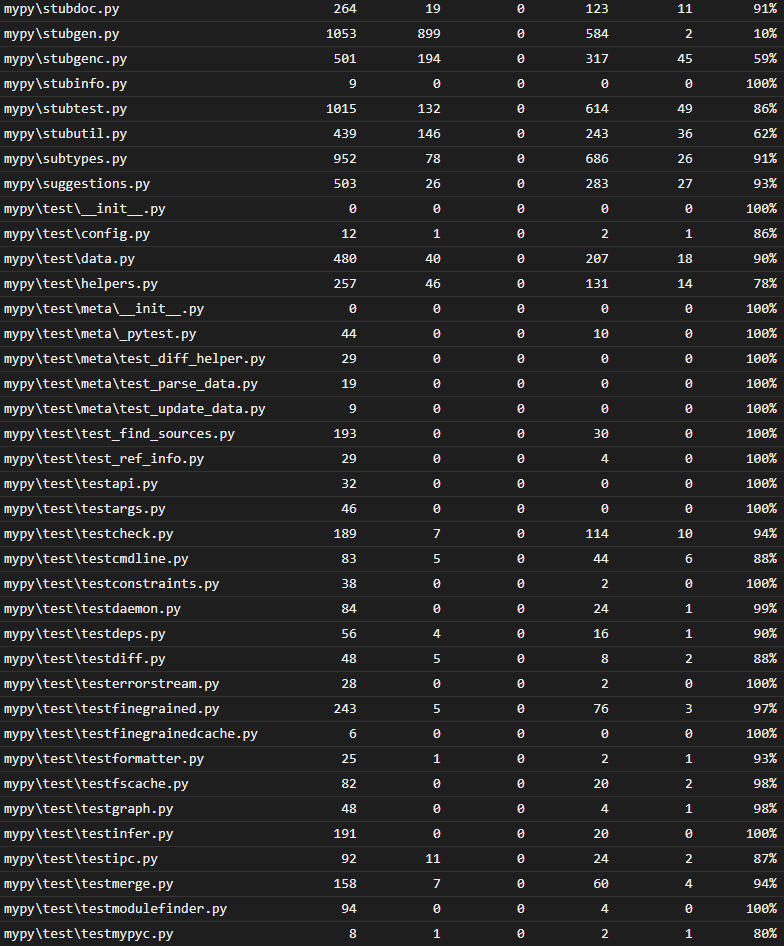 mypy\stubdoc.py 264 19 0 123 11 91%
mypy\stubgen.py 1053 899 0 584 2 10%
mypy\stubgenc.py 501 194 0 317 45 59%
mypy\stubinfo.py 9 0 0 0 0 100%
mypy\stubtest.py 1015 132 0 614 49 86%
mypy\stubutil.py 439 146 0 243 36 62%
mypy\subtypes.py 952 78 0 686 26 91%
mypy\suggestions.py 503 26 0 283 27 93%
mypy\test\__init__.py 0 0 0 0 0 100%
mypy\test\config.py 12 1 0 2 1 86%
mypy\test\data.py 480 40 0 207 18 90%
mypy\test\helpers.py 257 46 0 131 14 78%
mypy\test\meta\__init__.py 0 0 0 0 0 100%
mypy\test\meta\_pytest.py 44 0 0 10 0 100%
mypy\test\meta\test_diff_helper.py 29 0 0 0 0 100%
mypy\test\meta\test_parse_data.py 19 0 0 0 0 100%
mypy\test\meta\test_update_data.py 9 0 0 0 0 100%
mypy\test\test_find_sources.py 193 0 0 30 0 100%
mypy\test\test_ref_info.py 29 0 0 4 0 100%
mypy\test\testapi.py 32 0 0 0 0 100%
mypy\test\testargs.py 46 0 0 0 0 100%
mypy\test\testcheck.py 189 7 0 114 10 94%
mypy\test\testcmdline.py 83 5 0 44 6 88%
mypy\test\testconstraints.py 38 0 0 2 0 100%
mypy\test\testdaemon.py 84 0 0 24 1 99%
mypy\test\testdeps.py 56 4 0 16 1 90%
mypy\test\testdiff.py 48 5 0 8 2 88%
mypy\test\testerrorstream.py 28 0 0 2 0 100%
mypy\test\testfinegrained.py 243 5 0 76 3 97%
mypy\test\testfinegrainedcache.py 6 0 0 0 0 100%
mypy\test\testformatter.py 25 1 0 2 1 93%
mypy\test\testfscache.py 82 0 0 20 2 98%
mypy\test\testgraph.py 48 0 0 4 1 98%
mypy\test\testinfer.py 191 0 0 20 0 100%
mypy\test\testipc.py 92 11 0 24 2 87%
mypy\test\testmerge.py 158 7 0 60 4 94%
mypy\test\testmodulefinder.py 94 0 0 4 0 100%
mypy\test\testmypyc.py 8 1 0 2 1 80%